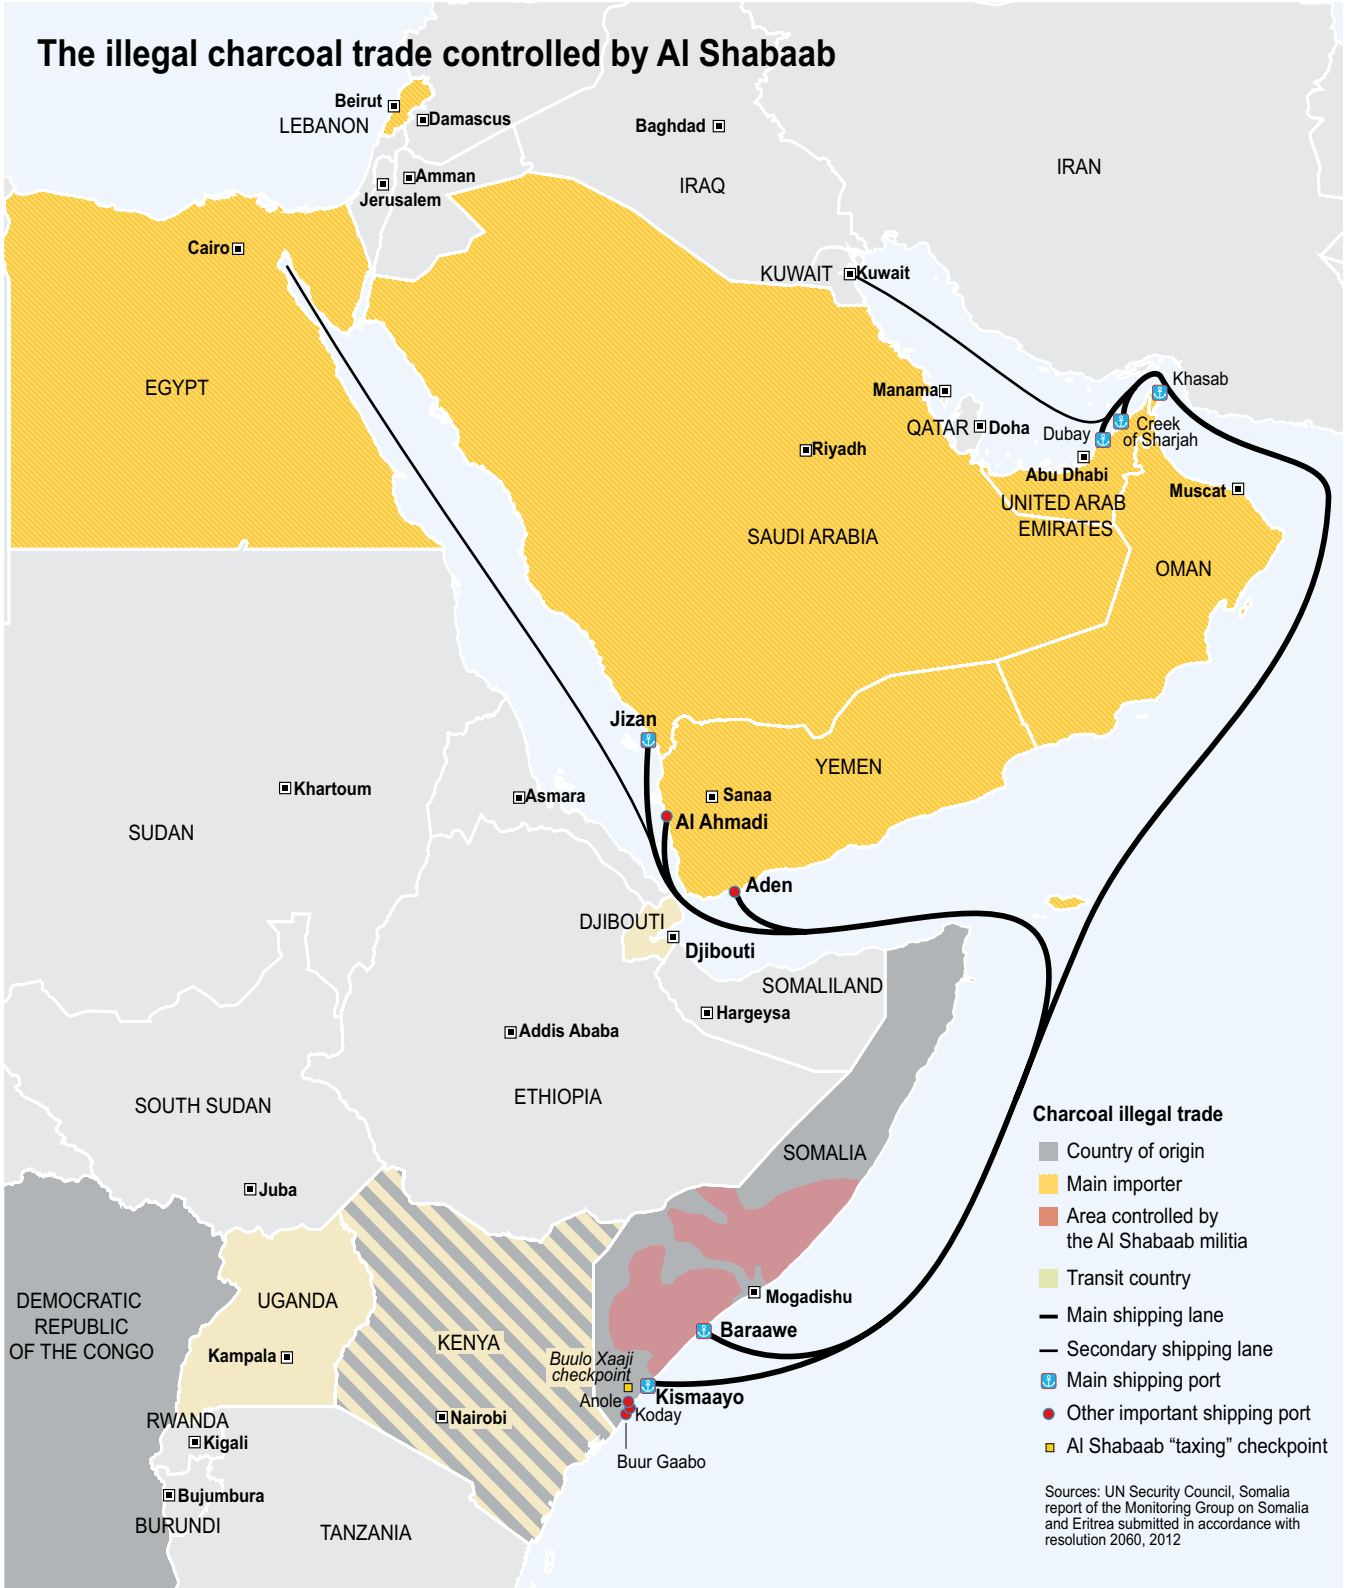 The illegal charcoal trade controlled by Al Shabaab
Beirut
LEBANON
Damascus
Baghdad
IRAN
Amman
IRAQ
Jerusalem
Cairo
KUWAIT
Kuwait
Khasab
EGYPT
Manama
QATAR
Doha
Dubay
Creek
of Sharjah
Riyadh
Abu Dhabi
Muscat
UNITED ARAB
EMIRATES
SAUDI ARABIA
OMAN
Jizan
YEMEN
Khartoum
Asmara
Sanaa
SUDAN
Al Ahmadi
Aden
DJIBOUTI
Djibouti
SOMALILAND
Hargeysa
Addis Ababa
ETHIOPIA
SOUTH SUDAN
SOMALIA
Juba
DEMOCRATIC
REPUBLIC
OF THE CONGO
UGANDA
Mogadishu
KENYA
Baraawe
Kampala
Buulo Xaaji
checkpoint
Kismaayo
Anole
Koday
RWANDA
Nairobi
Kigali
Buur Gaabo
Bujumbura
BURUNDI
TANZANIA
Charcoal illegal trade
Country of origin
Main importer
Area controlled by
the Al Shabaab militia
Transit country
Main shipping lane
Secondary shipping lane
Main shipping port
Other important shipping port
Al Shabaab “taxing” checkpoint
Sources: UN Security Council, Somalia
report of the Monitoring Group on Somalia
and Eritrea submitted in accordance with
resolution 2060, 2012